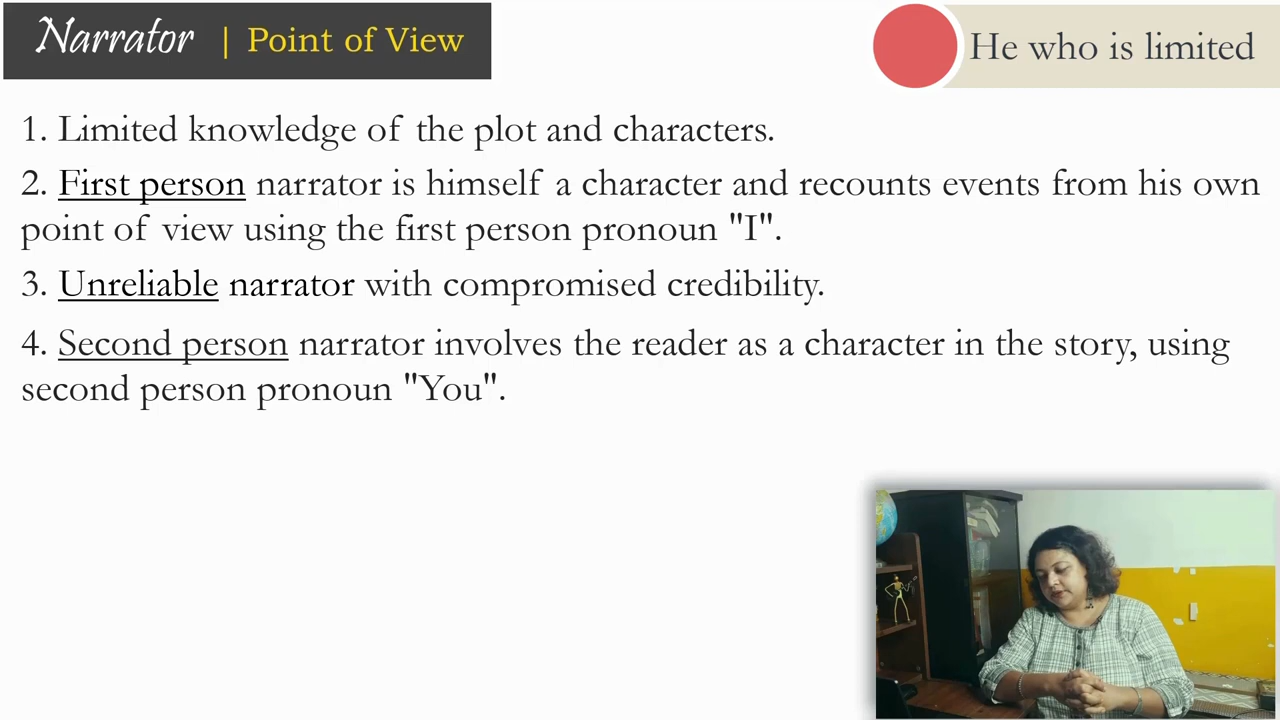 Narrator | Point of View
He who is limited
1. Limited knowledge of the plot and characters.
2. First person narrator is himself a character and recounts events from his own
point of view using the first person pronoun "I".
3. Unreliable narrator with compromised credibility.
4. Second person narrator involves the reader as a character in the story, using
second person pronoun "You".